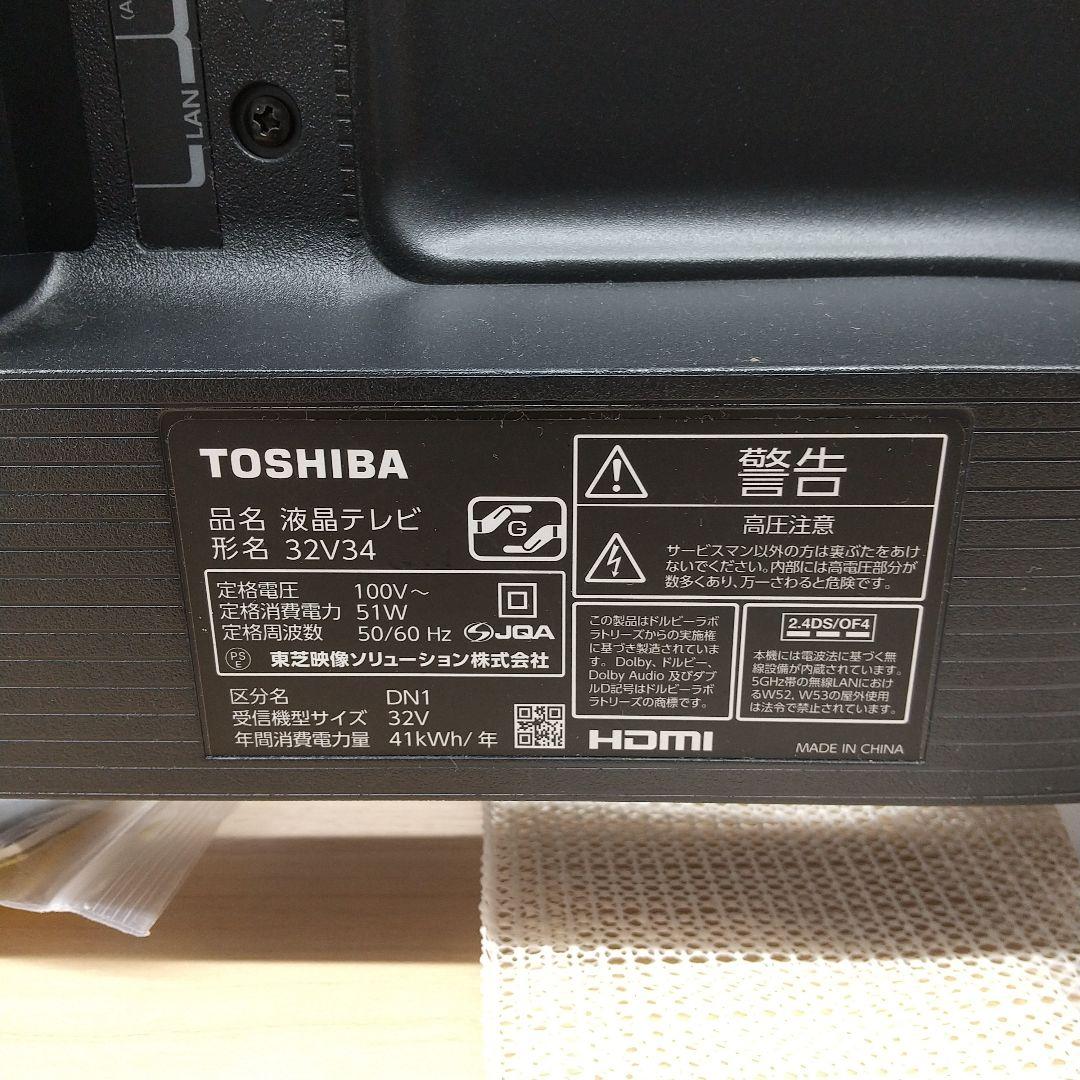 LAN
TOSHIBA
品名 液晶テレビ
形名 32V34
G
定格電圧 100V～
定格消費電力 51W
定格周波数 50/60 Hz
JQA
PS
E
東芝映像ソリューション株式会社
区分名 DN1
受信機型サイズ 32V
年間消費電力量 41kWh/年
警告
高圧注意
サービスマン以外の方は裏ぶたをあけ
ないでください。内部には高電圧部分が
数多くあり、万一さわると危険です。
この製品はドルビーラボ
ラトリーズからの実施権
に基づき製造されていま
す。Dolby、ドルビー、
Dolby Audio 及びダブ
ルD記号はドルビーラボ
ラトリーズの商標です。
2.4DS/OF4
本機には電波法に基づく無
線設備が内蔵されています。
5GHz帯の無線LANにおけ
るW52, W53の屋外使用
は法令で禁止されています。
HDMI
MADE IN CHINA